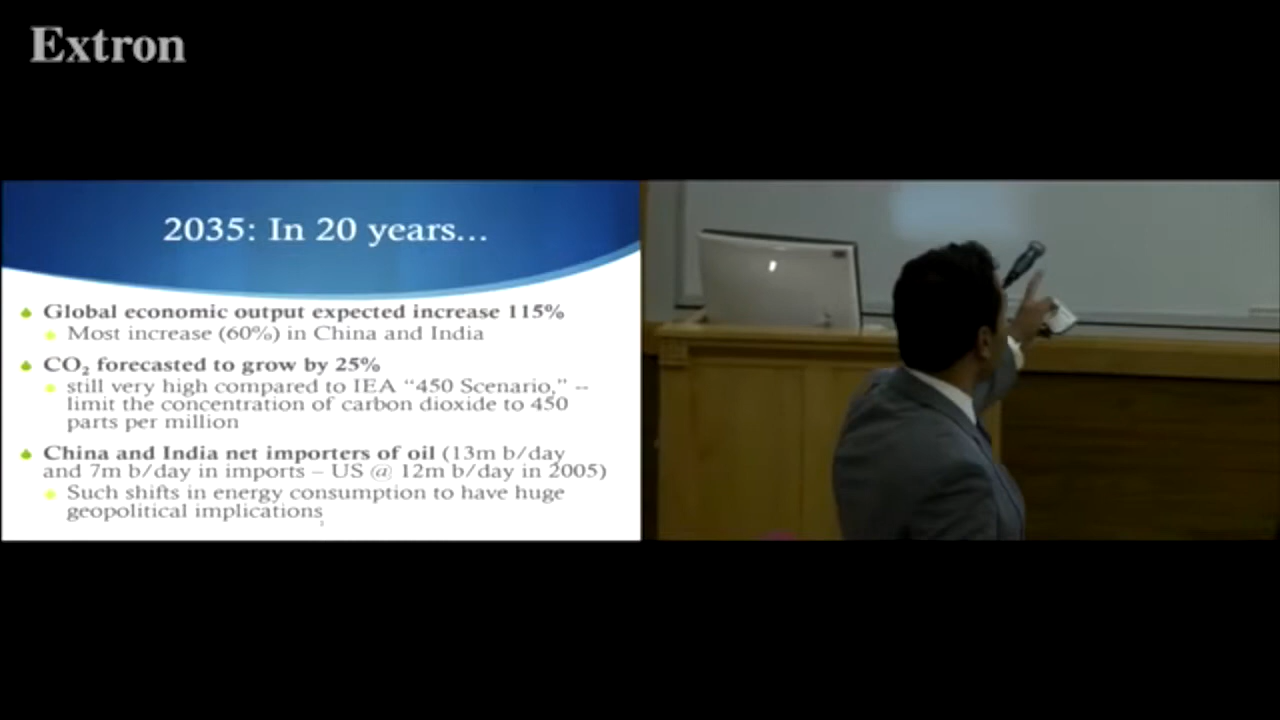 Extron
2035: In 20 years...
Global economic output expected increase 115%
Most increase (60%) in China and India
CO₂ forecasted to grow by 25%
still very high compared to IEA “450 Scenario,” --
limit the concentration of carbon dioxide to 450
parts per million
China and India net importers of oil (13m b/day
and 7m b/day in imports – US @ 12m b/day in 2005)
Such shifts in energy consumption to have huge
geopolitical implications